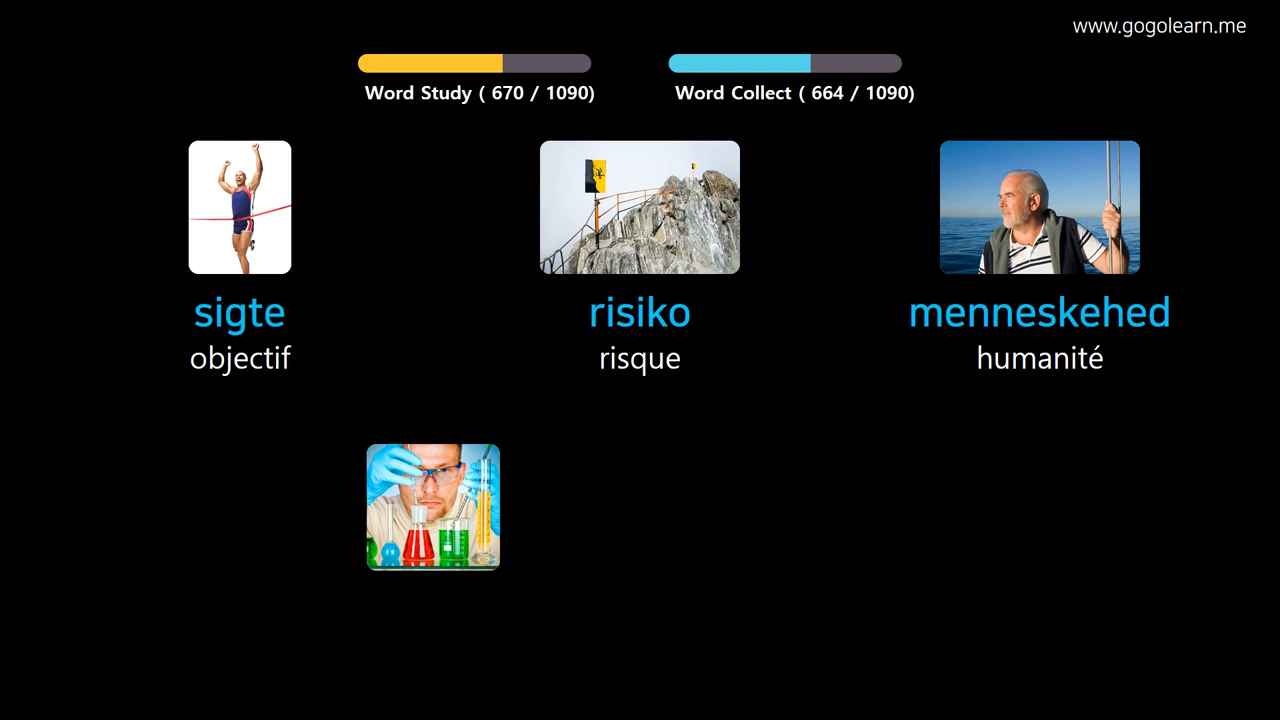 www.gogolearn.me
Word Study ( 670 / 1090)
Word Collect ( 664 / 1090)
sigte
objectif
risiko
risque
menneskehed
humanité